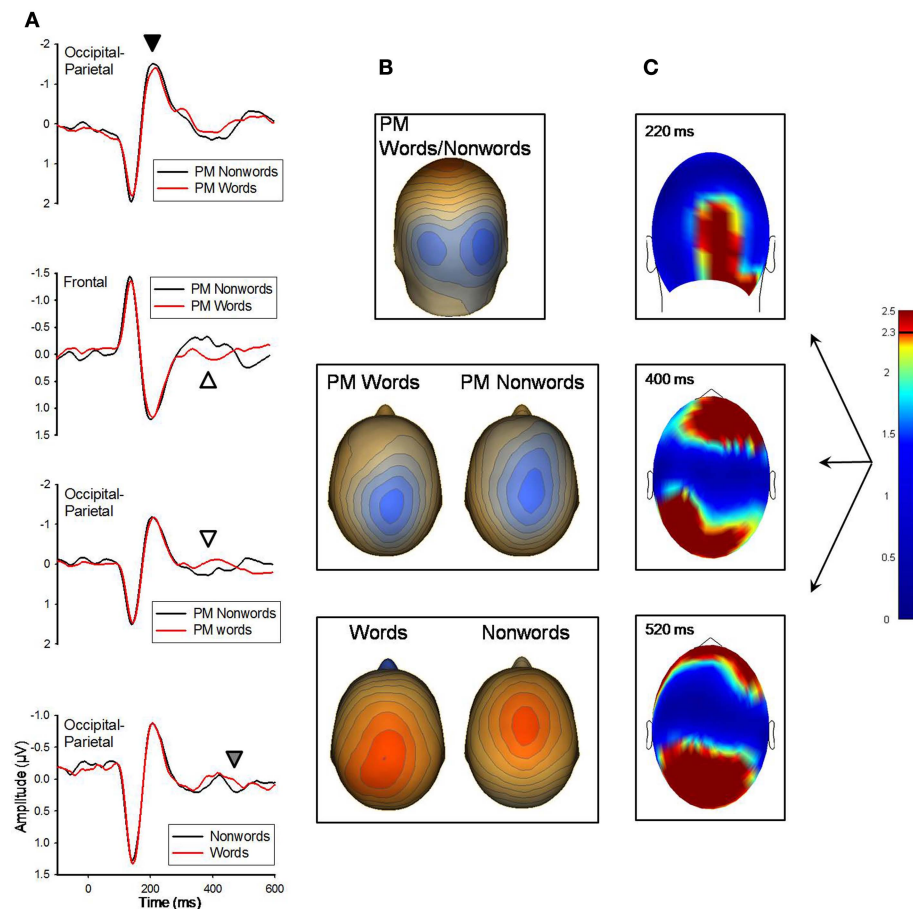 A
Occipital-
Parietal
-2
-1
0
1
2
PM Nonwords
PM Words
Frontal
-1.5
-1.0
-0.5
0.0
0.5
1.0
1.5
PM Nonwords
PM Words
Occipital-
Parietal
-2
-1
0
1
2
PM Nonwords
PM words
Occipital-
Parietal
-1.0
-0.5
0.0
0.5
1.0
1.5
Amplitude (µV)
Nonwords
Words
0 200 400 600
Time (ms)
B
PM
Words/Nonwords
PM Words PM Nonwords
Words Nonwords
C
220 ms
400 ms
520 ms
2.5
2.3
2
1.5
1
0.5
0